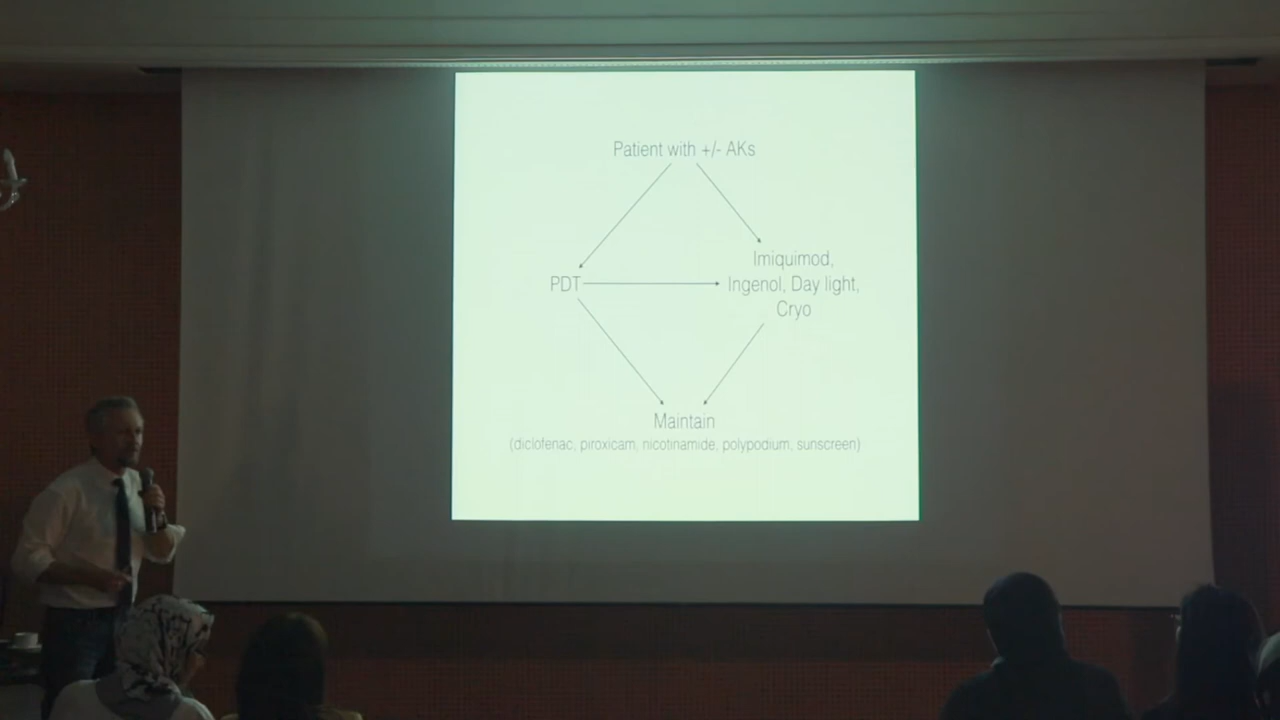 Patient with +/- AKs
PDT
Imiquimod,
Ingenol, Day light,
Cryo
Maintain
(diclofenac, piroxicam, nicotinamide, polypodium, sunscreen)